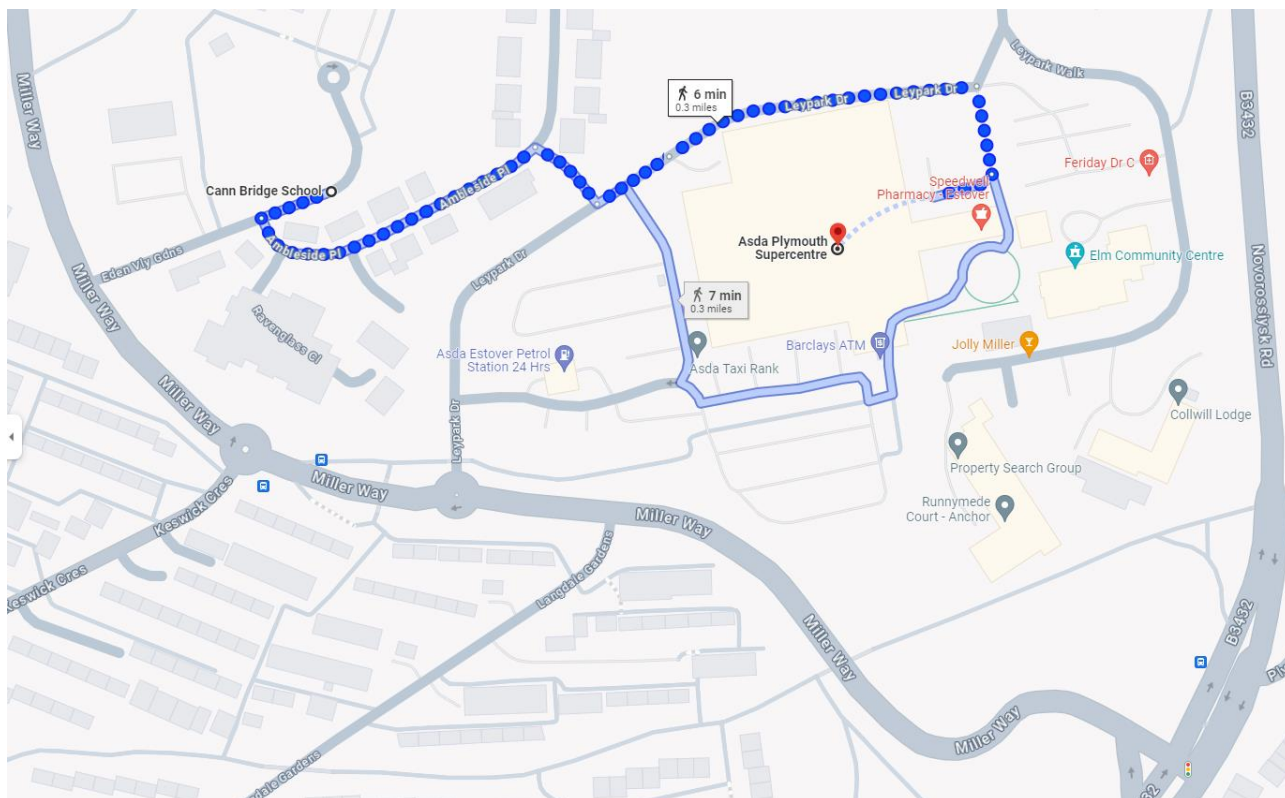 Miller Way
Leypark Walk
B3432
6 min
0.3 miles
Leypark Dr
Leypark Dr
Feriday Dr C
Cann Bridge School
Ambleside Pl
Speedwell
Pharmacy - Estover
Ambleside Pl
Asda Plymouth
Supercentre
Eden Vly Gdns
Leypark Dr
Elm Community Centre
Novorossiysk Rd
Miller Way
7 min
0.3 miles
Ravenglass Cl
Asda Estover Petrol
Station 24 Hrs
Asda Taxi Rank
Barclays ATM
Jolly Miller
Miller Way
Leypark Dr
Collwill Lodge
Property Search Group
Miller Way
Keswick Cres
Runnymede
Court - Anchor
Miller Way
Keswick Cres
Langdale Gardens
B3432
Miller Way
Miller Way
Langdale Gardens